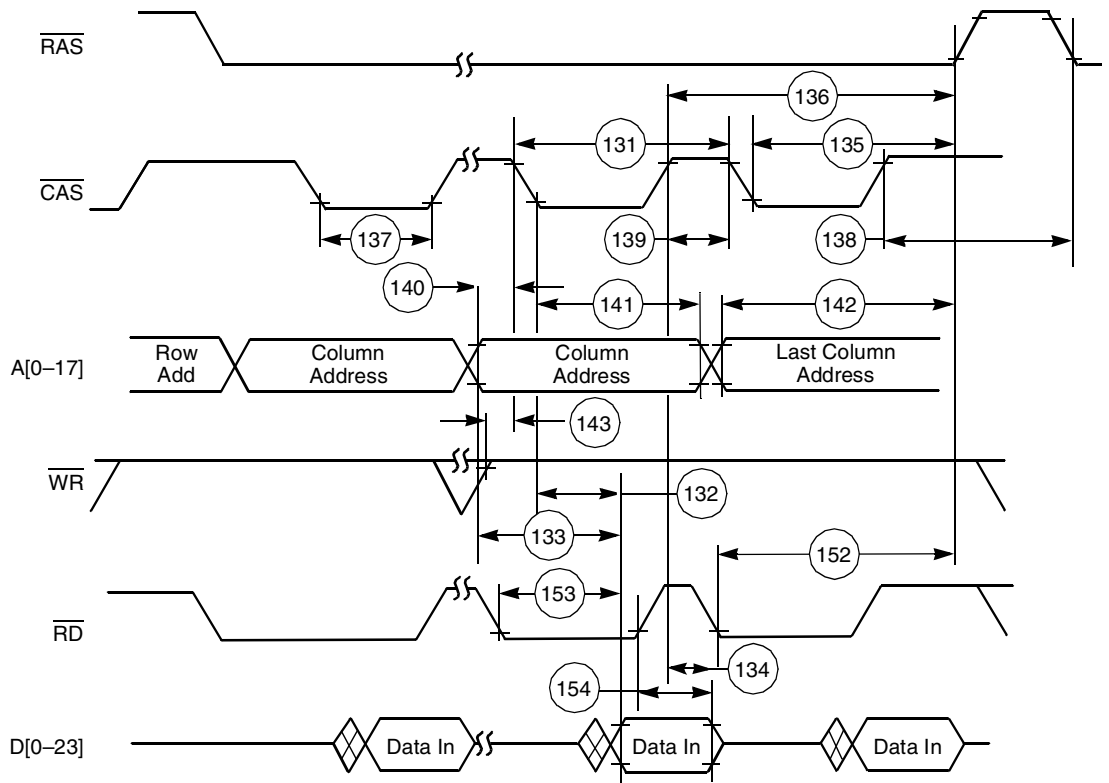 RAS
136
131
135
CAS
137
139
138
140
141
142
A[0–17]
Row
Add
Column
Address
Column
Address
Last Column
Address
143
WR
132
133
152
153
RD
134
154
D[0–23]
Data In
Data In
Data In